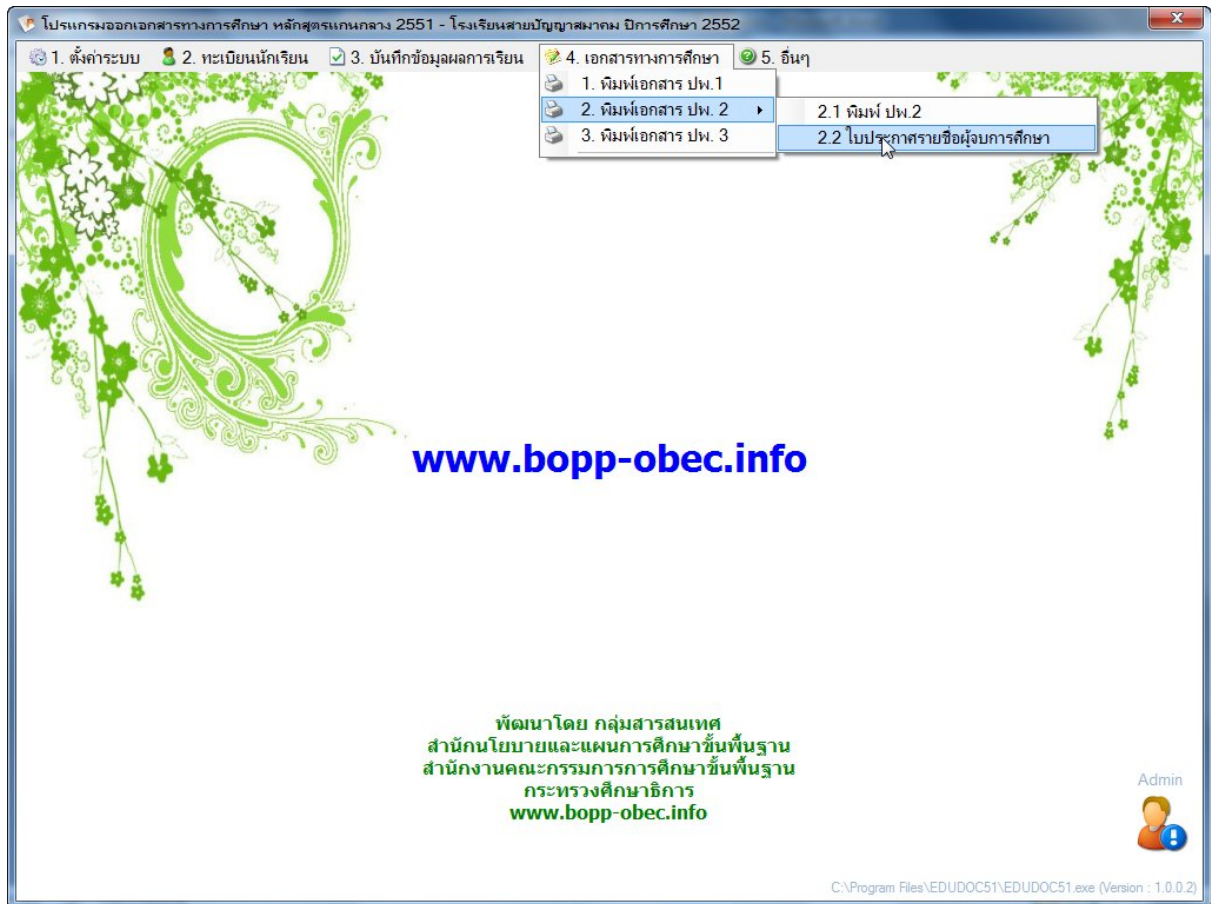 โปรแกรมออกเอกสารทางการศึกษา หลักสูตรแกนกลาง 2551 - โรงเรียนสายปัญญาสมาคม ปีการศึกษา 2552
1. ตั้งค่าระบบ 2. ทะเบียนนักเรียน 3. บันทึกข้อมูลผลการเรียน 4. เอกสารทางการศึกษา 5. อื่นๆ
1. พิมพ์เอกสาร ปพ.1
2. พิมพ์เอกสาร ปพ. 2
3. พิมพ์เอกสาร ปพ. 3
2.1 พิมพ์ ปพ.2
2.2 ใบประกาศรายชื่อผู้จบการศึกษา
www.bopp-obec.info
พัฒนาโดย กลุ่มสารสนเทศ
สำนักนโยบายและแผนการศึกษาขั้นพื้นฐาน
สำนักงานคณะกรรมการการศึกษาขั้นพื้นฐาน
กระทรวงศึกษาธิการ
www.bopp-obec.info
Admin
C:\Program Files\EDUDOC51\EDUDOC51.exe (Version : 1.0.0.2)